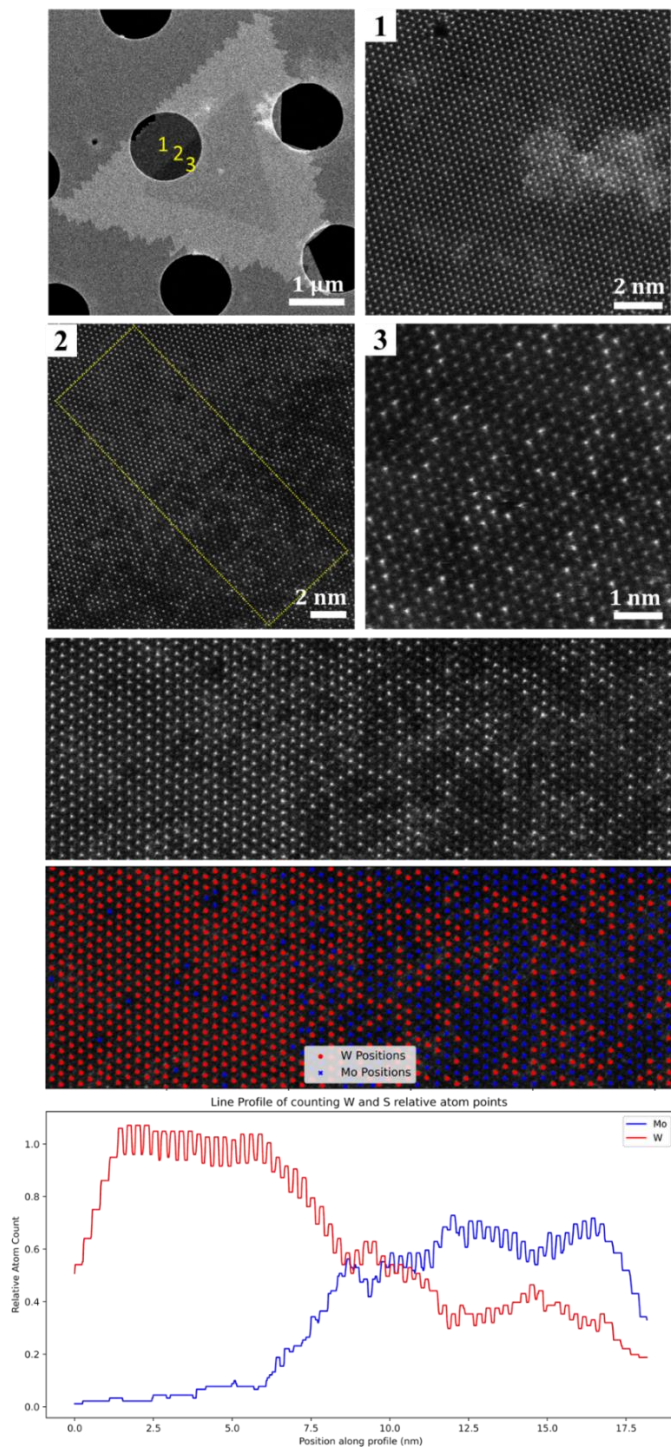 1
1
2
3
1 μm
2 nm
2
3
2 nm
1 nm
W Positions
Mo Positions
Line Profile of counting W and S relative atom points
Mo
W
1.0
0.8
0.6
0.4
0.2
0.0
Relative Atom Count
0.0 2.5 5.0 7.5 10.0 12.5 15.0 17.5
Position along profile (nm)